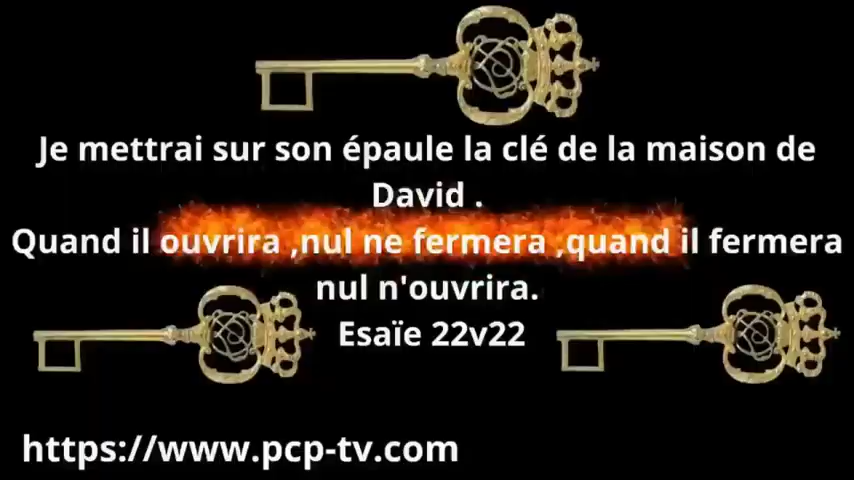 Je mettrai sur son épaule la clé de la maison de
David .
Quand il ouvrira ,nul ne fermera ,quand il fermera
nul n'ouvrira.
Esaïe 22v22
https://www.pcp-tv.com